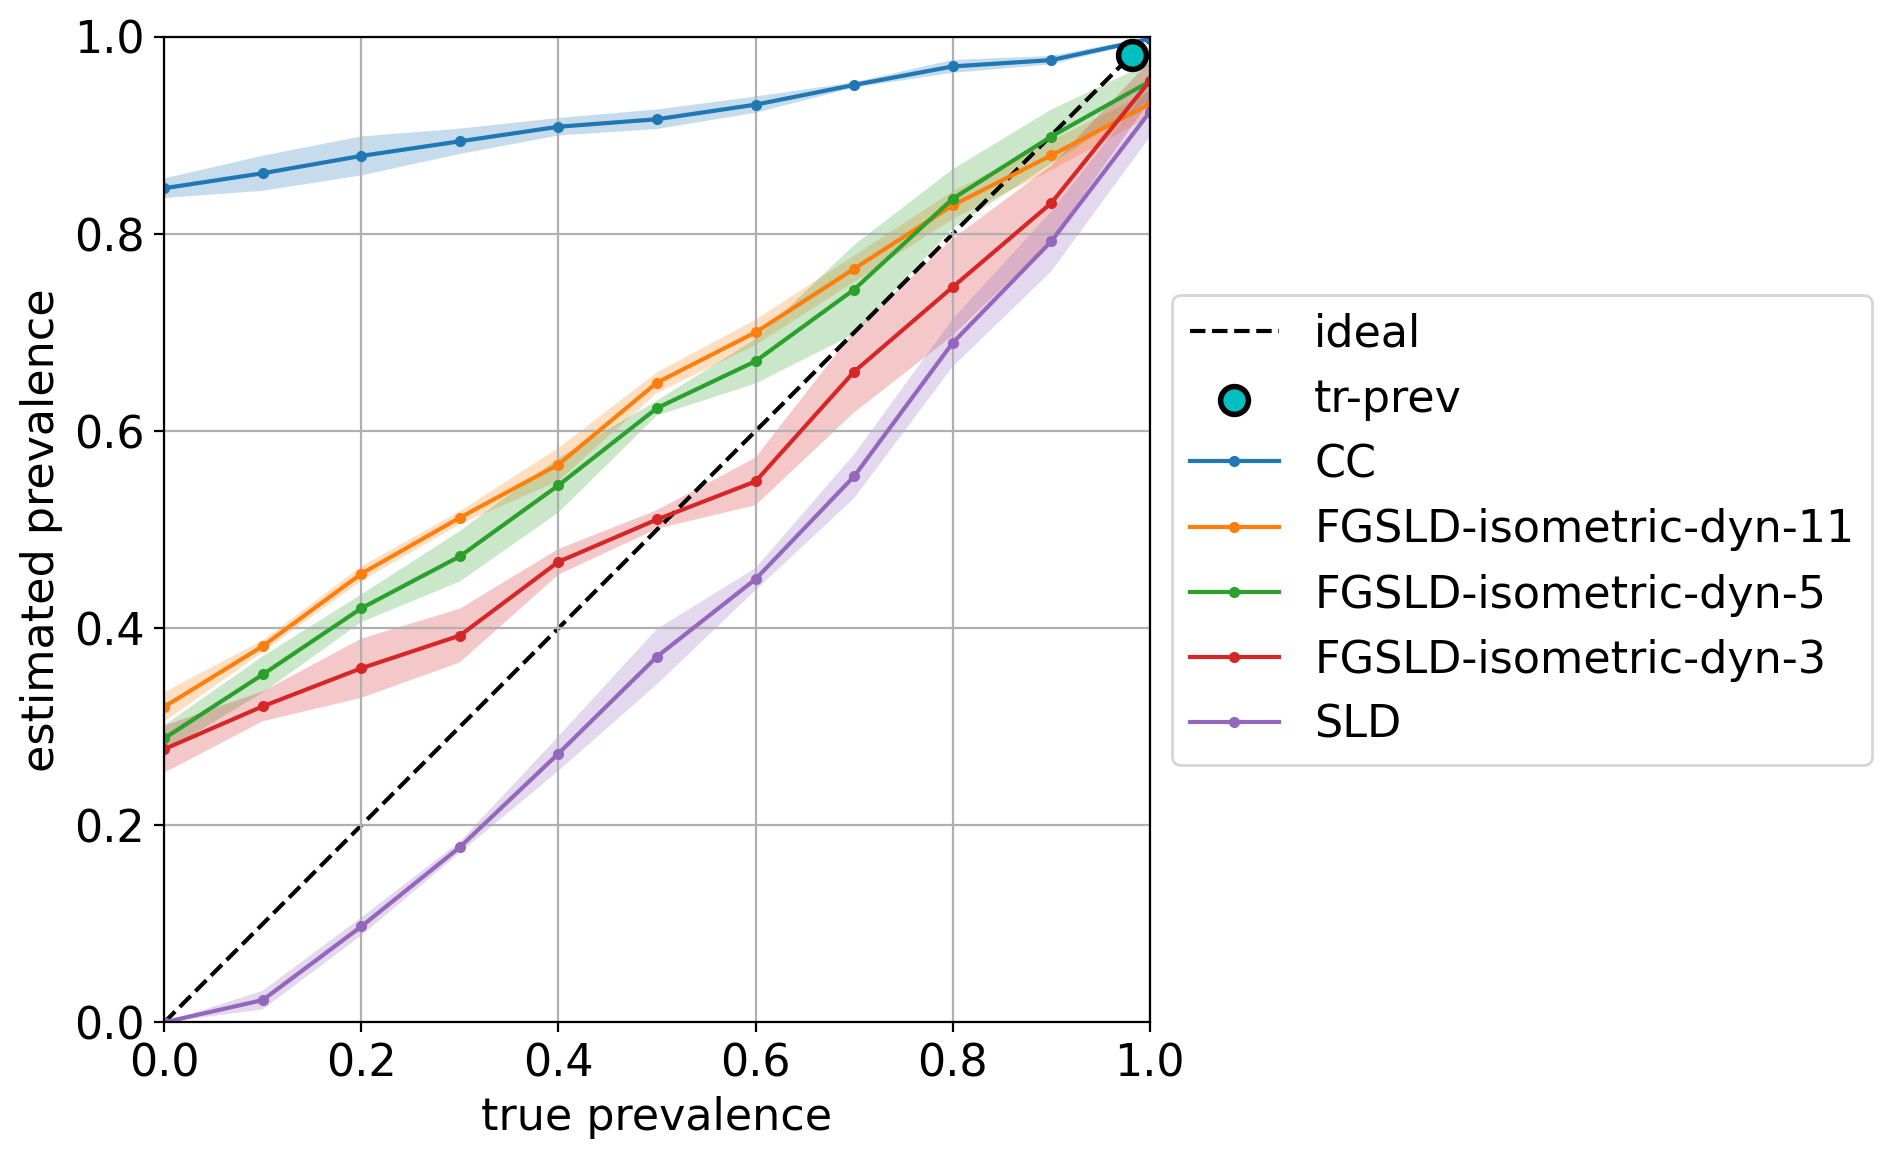 1.0
0.8
0.6
0.4
0.2
0.0
estimated prevalence
0.0 0.2 0.4 0.6 0.8 1.0
true prevalence
ideal
tr-prev
CC
FGSLD-isometric-dyn-11
FGSLD-isometric-dyn-5
FGSLD-isometric-dyn-3
SLD